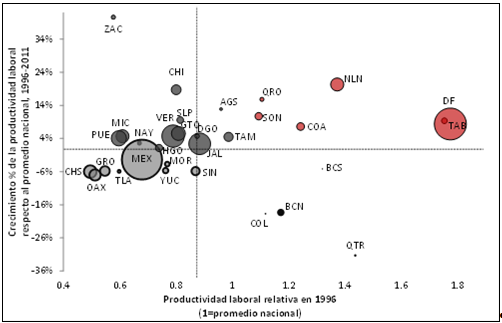 Crecimiento % de la productividad laboral
respecto al promedio nacional, 1996-2011
34%
24%
14%
4%
-6%
-16%
-26%
-36%
ZAC
CHI
NLN
QRO
AGS
DF
SLP
VER
SON
TAB
GTO
MIC
COA
PUE
NAY
DGO
TAM
HGO
JAL
MEX
MOR
GRO
CHS
TLA
YUC
SIN
BCS
OAX
BCN
COL
QTR
0.4
0.6
0.8
1
1.2
1.4
1.6
1.8
Productividad laboral relativa en 1996
(1=promedio nacional)